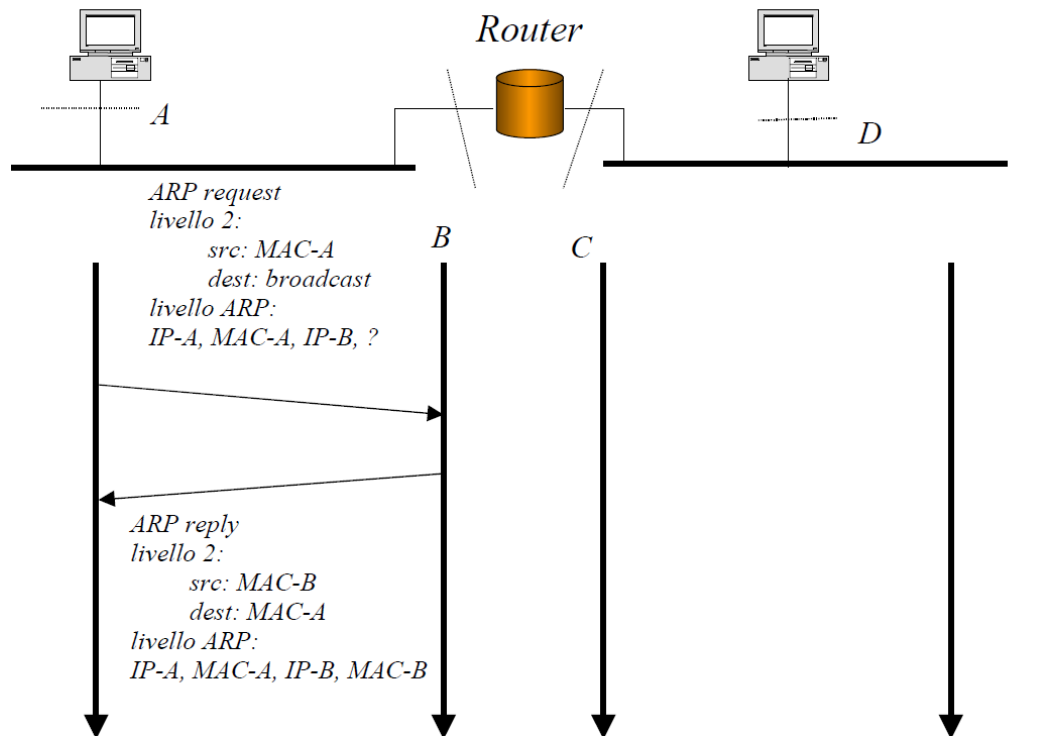 Router
A
D
ARP request
livello 2:
src: MAC-A
dest: broadcast
livello ARP:
IP-A, MAC-A, IP-B, ?
B
C
ARP reply
livello 2:
src: MAC-B
dest: MAC-A
livello ARP:
IP-A, MAC-A, IP-B, MAC-B